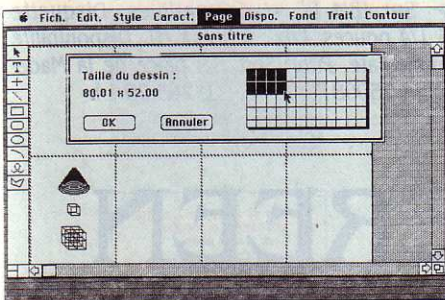 Fich. Edit. Style Caract. Page Dispo. Fond Trait Contour
Sans titre
Taille du dessin :
80.01 x 52.00
OK Annuler